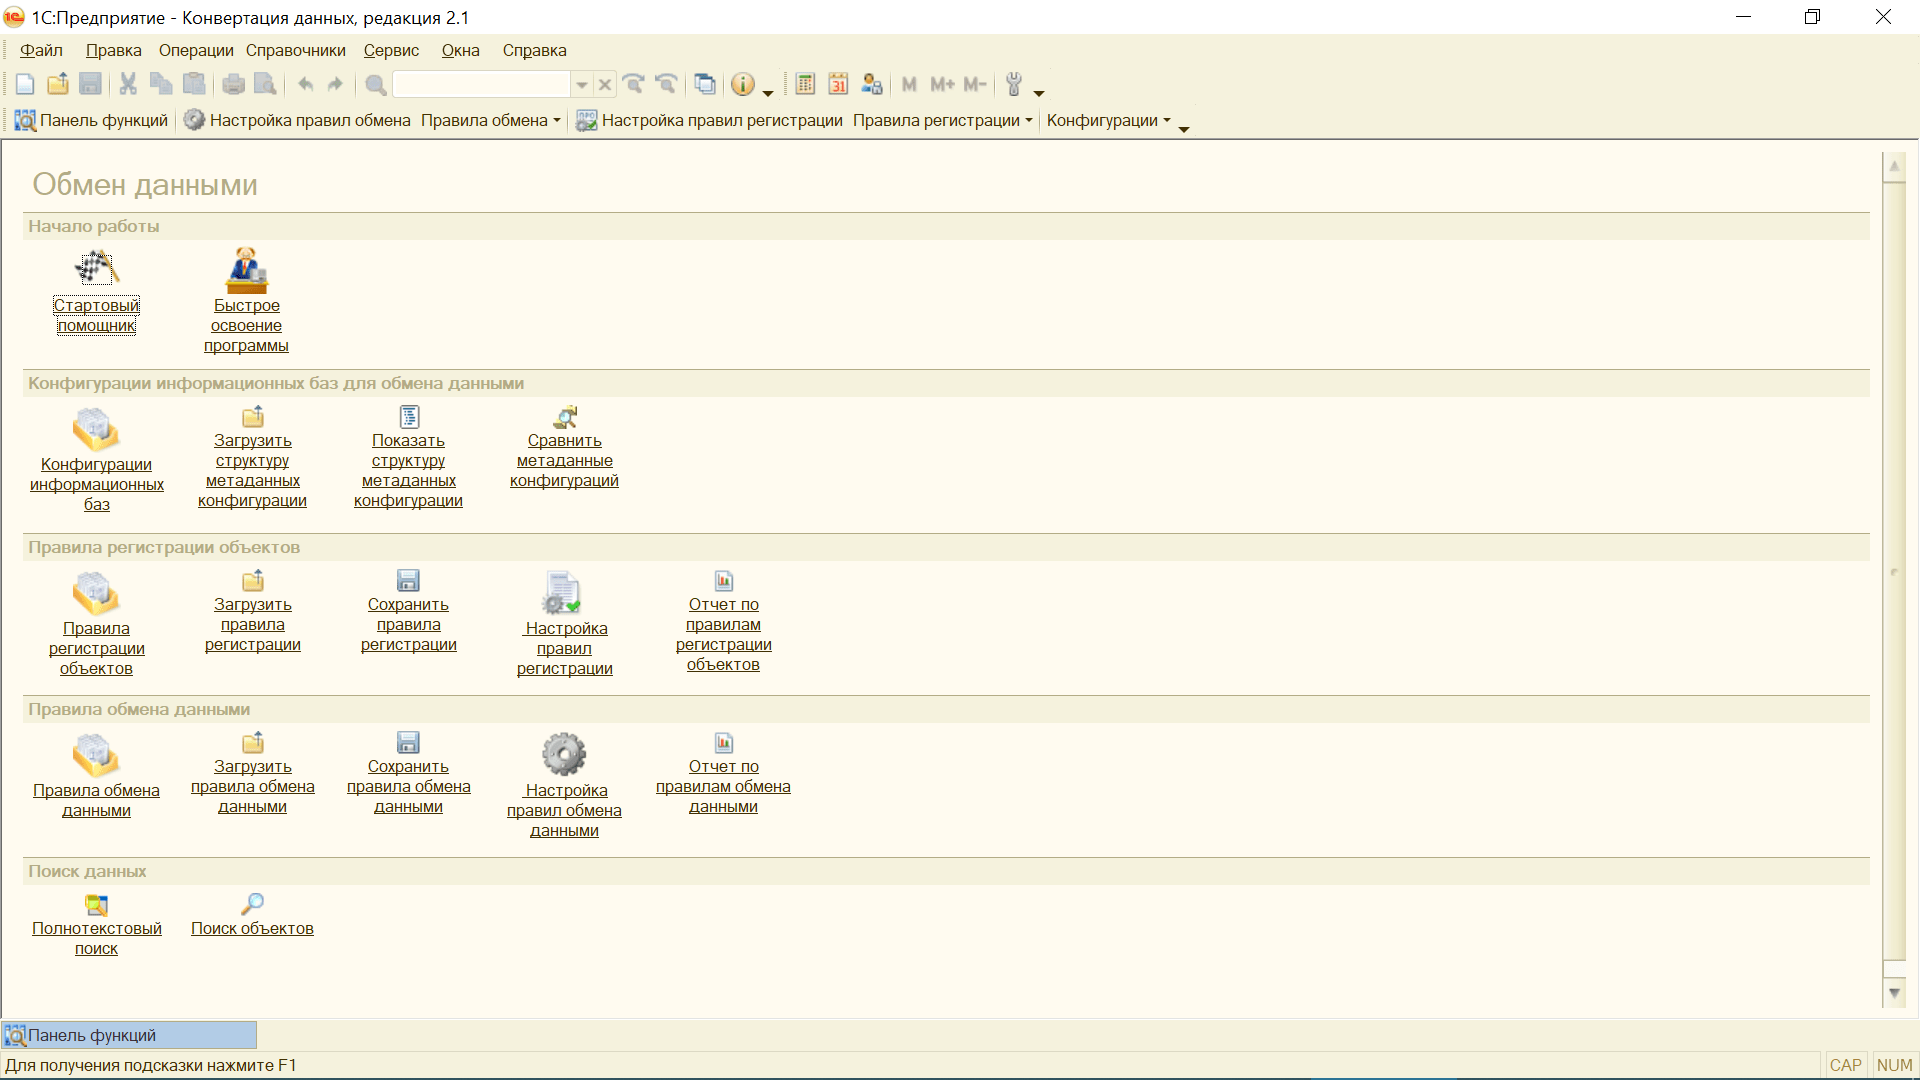 1С:Предприятие - Конвертация данных, редакция 2.1
Файл Правка Операции Справочники Сервис Окна Справка
31 M M+ M-
Панель функций Настройка правил обмена Правила обмена Настройка правил регистрации Правила регистрации Конфигурации
Обмен данными
Начало работы
Стартовый
помощник
Быстрое
освоение
программы
Конфигурации информационных баз для обмена данными
Конфигурации
информационных
баз
Загрузить
структуру
метаданных
конфигурации
Показать
структуру
метаданных
конфигурации
Сравнить
метаданные
конфигураций
Правила регистрации объектов
Правила
регистрации
объектов
Загрузить
правила
регистрации
Сохранить
правила
регистрации
Настройка
правил
регистрации
Отчет по
правилам
регистрации
объектов
Правила обмена данными
Правила обмена
данными
Загрузить
правила обмена
данными
Сохранить
правила обмена
данными
Настройка
правил обмена
данными
Отчет по
правилам обмена
данными
Поиск данных
Полнотекстовый
поиск
Поиск объектов
Панель функций
Для получения подсказки нажмите F1
CAP NUM